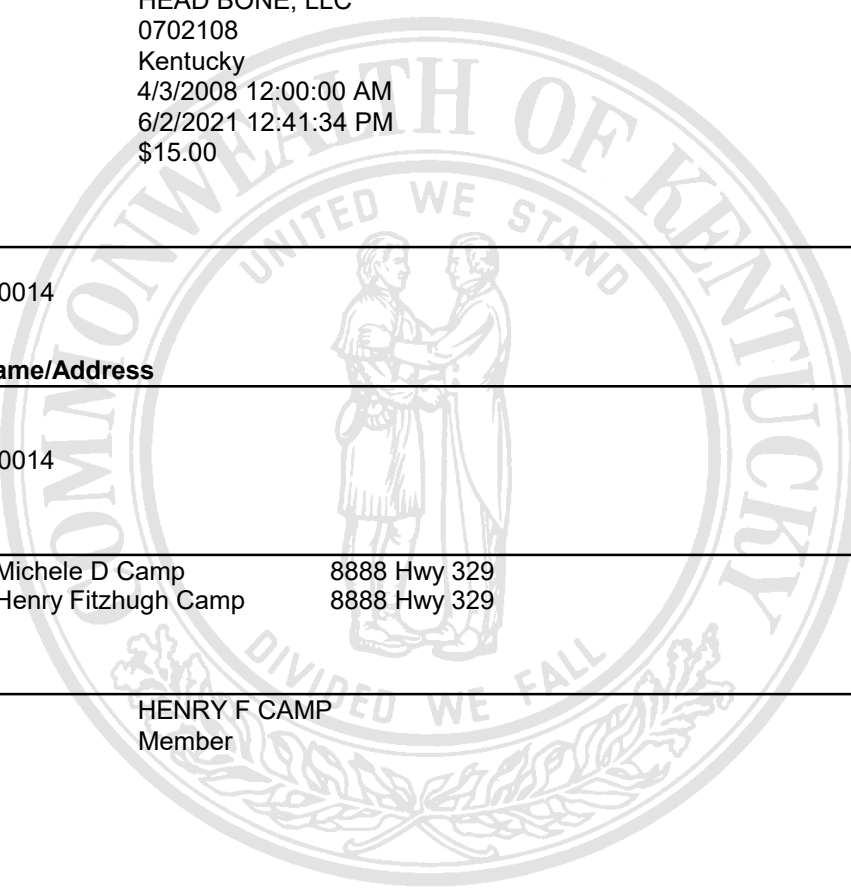 HEAD BONE, LLC
0702108
Kentucky
4/3/2008 12:00:00 AM
6/2/2021 12:41:34 PM
$15.00
0014
ame/Address
0014
Michele D Camp 8888 Hwy 329
Henry Fitzhugh Camp 8888 Hwy 329
HENRY F CAMP
Member
COMMONWEALTH OF KENTUCKY
UNITED WE STAND
DIVIDED WE FALL